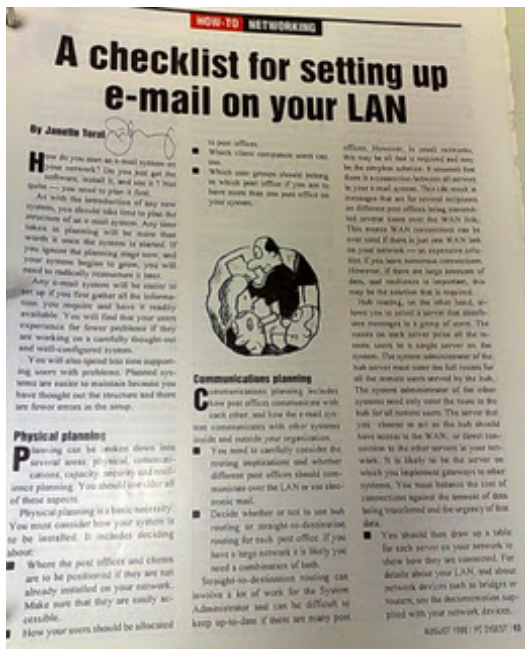 HOW-TO NETWORKING
A checklist for setting up
e-mail on your LAN
By Janette Toral
How do you start an e-mail system on
your network? Do you just get the
software, install it, and use it? Not
quite — you need to plan it first.
As with the introduction of any new
system, you should take time to plan the
structure of an e-mail system. Any time
taken in planning will be more than
worth it once the system is started. If
you ignore the planning stage now, and
your system begins to grow, you will
need to radically restructure it later.
Any e-mail system will be easier to
set up if you first gather all the informa-
tion you require and have it readily
available. You will find that your users
experience far fewer problems if they
are working on a carefully thought-out
and well-configured system.
You will also spend less time support-
ing users with problems. Planned sys-
tems are easier to maintain because you
have thought out the structure and there
are fewer errors in the setup.
Physical planning
Planning can be broken down into
several areas: physical, communi-
cations, capacity, security and resil-
ience planning. You should consider all
of these aspects.
Physical planning is a basic necessity.
You must consider how your system is
to be installed. It includes deciding
about:
■ Where the post offices and clients
are to be positioned if they are not
already installed on your network.
Make sure that they are easily ac-
cessible.
■ How your users should be allocated
to post offices.
■ Which client computers users can
use.
■ Which user groups should belong
to which post office if you are to
have more than one post office on
your system.
Communications planning
Communications planning includes
how post offices communicate with
each other, and how the e-mail sys-
tem communicates with other systems
inside and outside your organization.
■ You need to carefully consider the
routing implications and whether
different post offices should com-
municate over the LAN or use elec-
tronic mail.
■ Decide whether or not to use hub
routing or straight-to-destination
routing for each post office. If you
have a large network it is likely you
need a combination of both.
Straight-to-destination routing can
involve a lot of work for the System
Administrator and can be difficult to
keep up-to-date if there are many post
offices. However, in small networks,
this may be all that is required and may
be the simplest solution. It ensures that
there is a connection between all servers
in your e-mail system. This can result in
messages that are for several recipients
on different post offices being transmit-
ted several times over the WAN link.
This means WAN connections can be
over used if there is just one WAN link
on your network — an expensive solu-
tion if you have numerous connections.
However, if there are large amounts of
data, and resilience is important, this
may be the solution that is required.
Hub routing, on the other hand, al-
lows you to select a server that distrib-
utes messages to a group of users. The
routes on each server point all the re-
mote users to a single server on the
system. The system administrator of the
hub server must enter the full routes for
all the remote users served by the hub.
The system administrator of the other
systems need only enter the route to the
hub for all remote users. The server that
you choose to act as the hub should
have access to the WAN, or direct con-
nection to the other servers in your net-
work. It is likely to be the server on
which you implement gateways to other
systems. You must balance the cost of
connections against the amount of data
being transferred and the urgency of that
data.
■ You should then draw up a table
for each server on your network to
show how they are connected. For
details about your LAN, and about
network devices such as bridges or
routers, see the documentation sup-
plied with your network devices.
AUGUST 1996 | PC DIGEST | 93